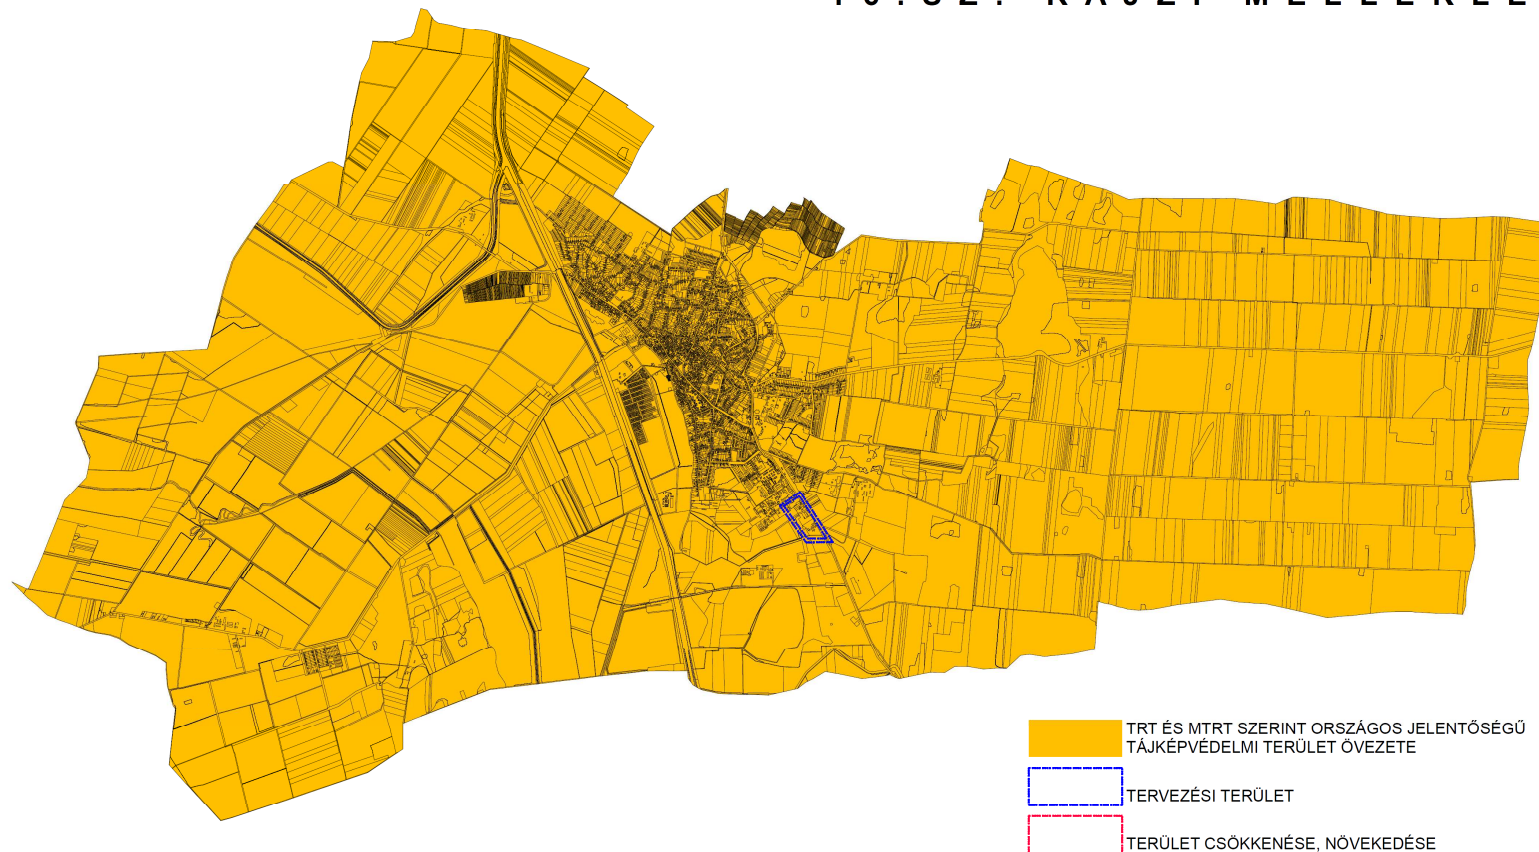 TRT ÉS MTRT SZERINT ORSZÁGOS JELENTŐSÉGŰ
TÁJKÉPVÉDELMI TERÜLET ÖVEZETE
TERVEZÉSI TERÜLET
TERÜLET CSÖKKENÉSE, NÖVEKEDÉSE